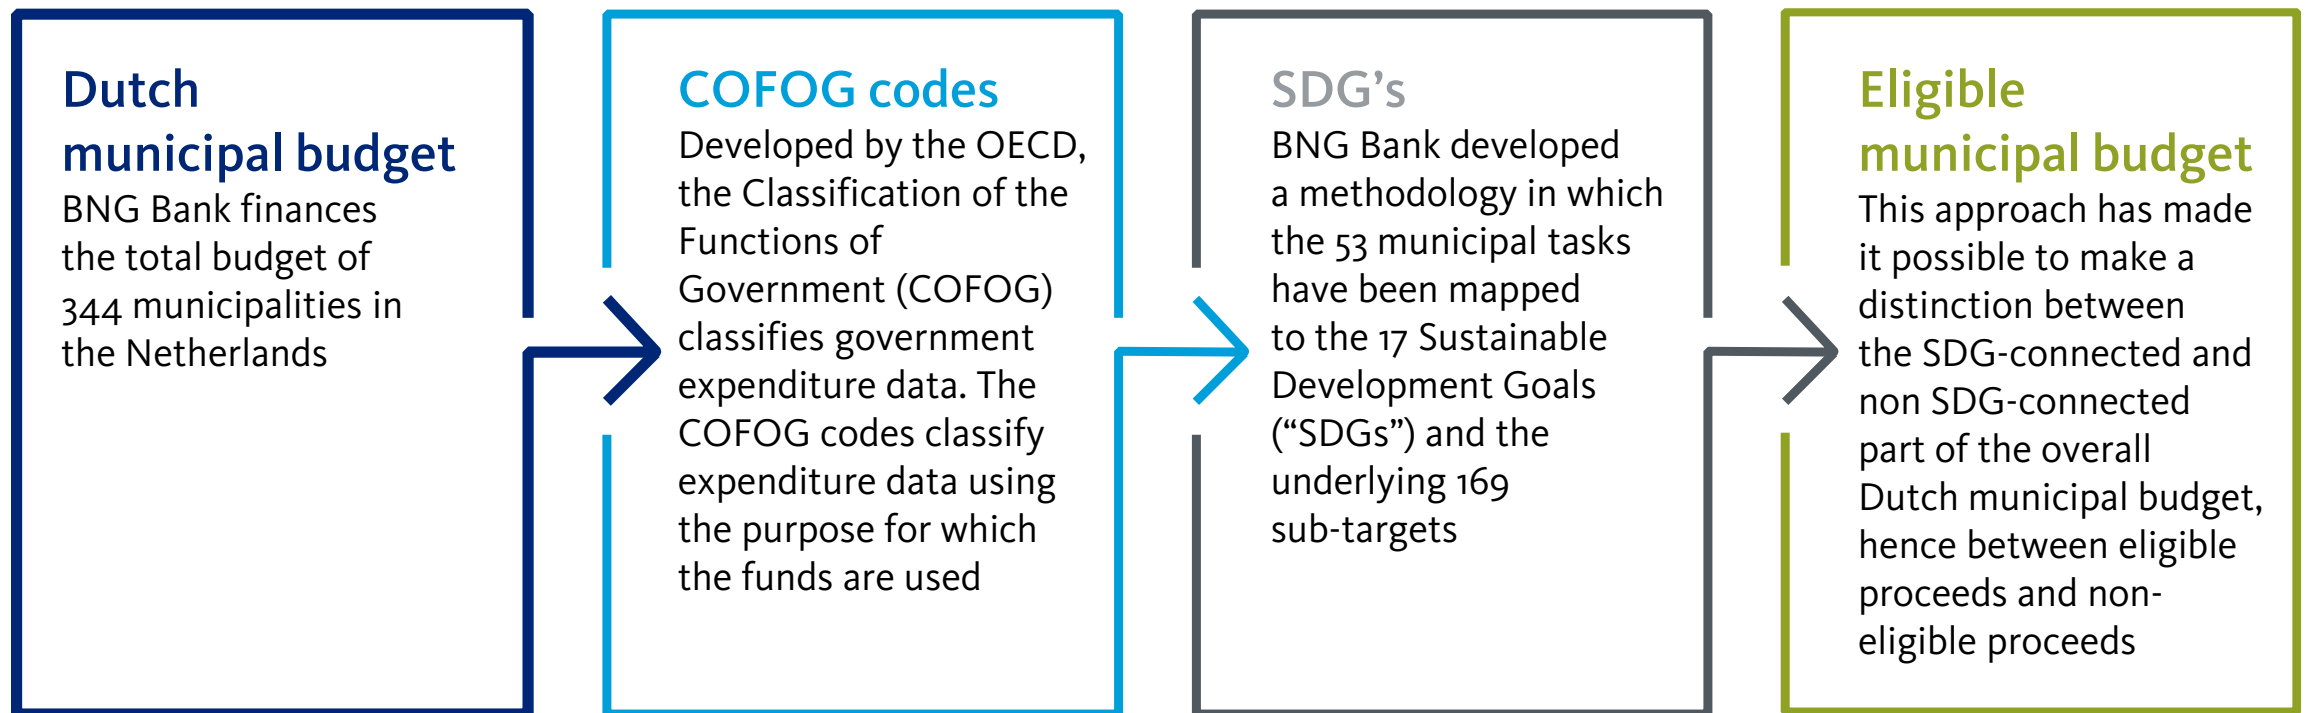 Dutch
municipal budget
BNG Bank finances
the total budget of
344 municipalities in
the Netherlands
COFOG codes
Developed by the OECD,
the Classification of the
Functions of
Government (COFOG)
classifies government
expenditure data. The
COFOG codes classify
expenditure data using
the purpose for which
the funds are used
SDG’s
BNG Bank developed
a methodology in which
the 53 municipal tasks
have been mapped
to the 17 Sustainable
Development Goals
(“SDGs”) and the
underlying 169
sub-targets
Eligible
municipal budget
This approach has made
it possible to make a
distinction between
the SDG-connected and
non SDG-connected
part of the overall
Dutch municipal budget,
hence between eligible
proceeds and non-
eligible proceeds